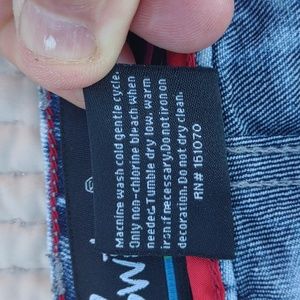 Machine wash cold gentle cycle.
Only non-chlorine bleach when
needed. Tumble dry low. warm
iron if necessary. Do not iron on
decoration. Do not dry clean.
RN# 161070